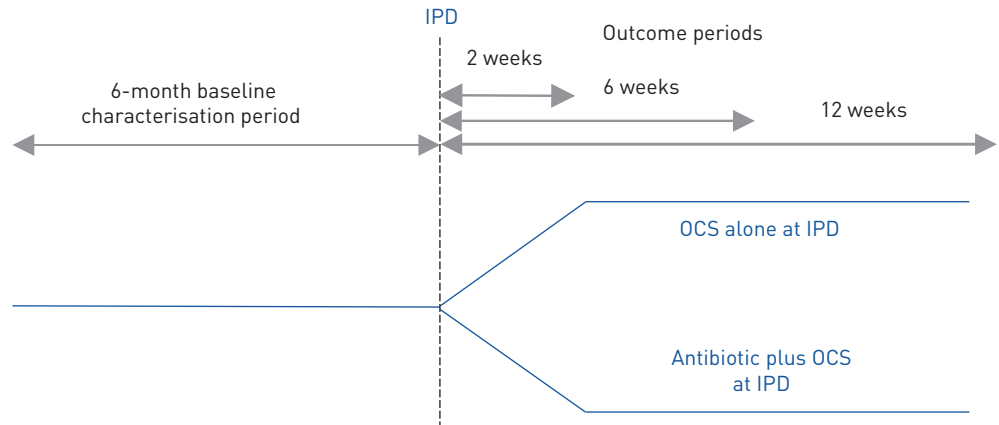 IPD
Outcome periods
2 weeks
6 weeks
12 weeks
6-month baseline
characterisation period
OCS alone at IPD
Antibiotic plus OCS
at IPD